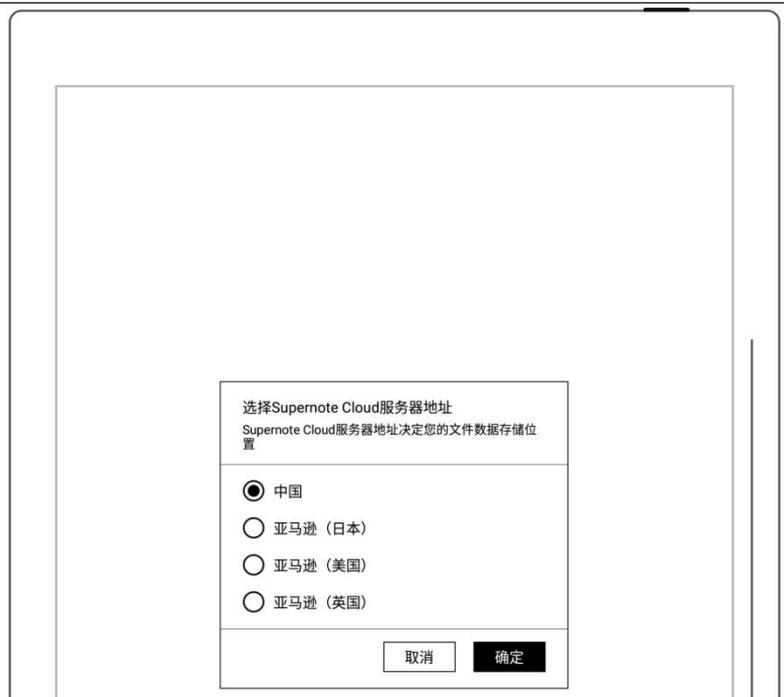 选择Supernote Cloud服务器地址
Supernote Cloud服务器地址决定您的文件数据存储位
置
中国
亚马逊（日本）
亚马逊（美国）
亚马逊（英国）
取消
确定